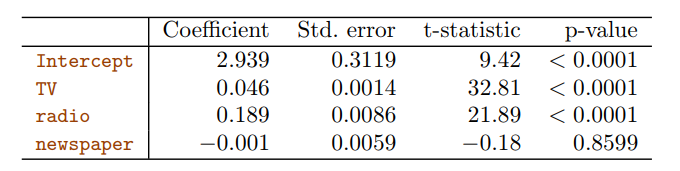 Coefficient Std. error t-statistic p-value
Intercept 2.939 0.3119 9.42 < 0.0001
TV 0.046 0.0014 32.81 < 0.0001
radio 0.189 0.0086 21.89 < 0.0001
newspaper −0.001 0.0059 −0.18 0.8599